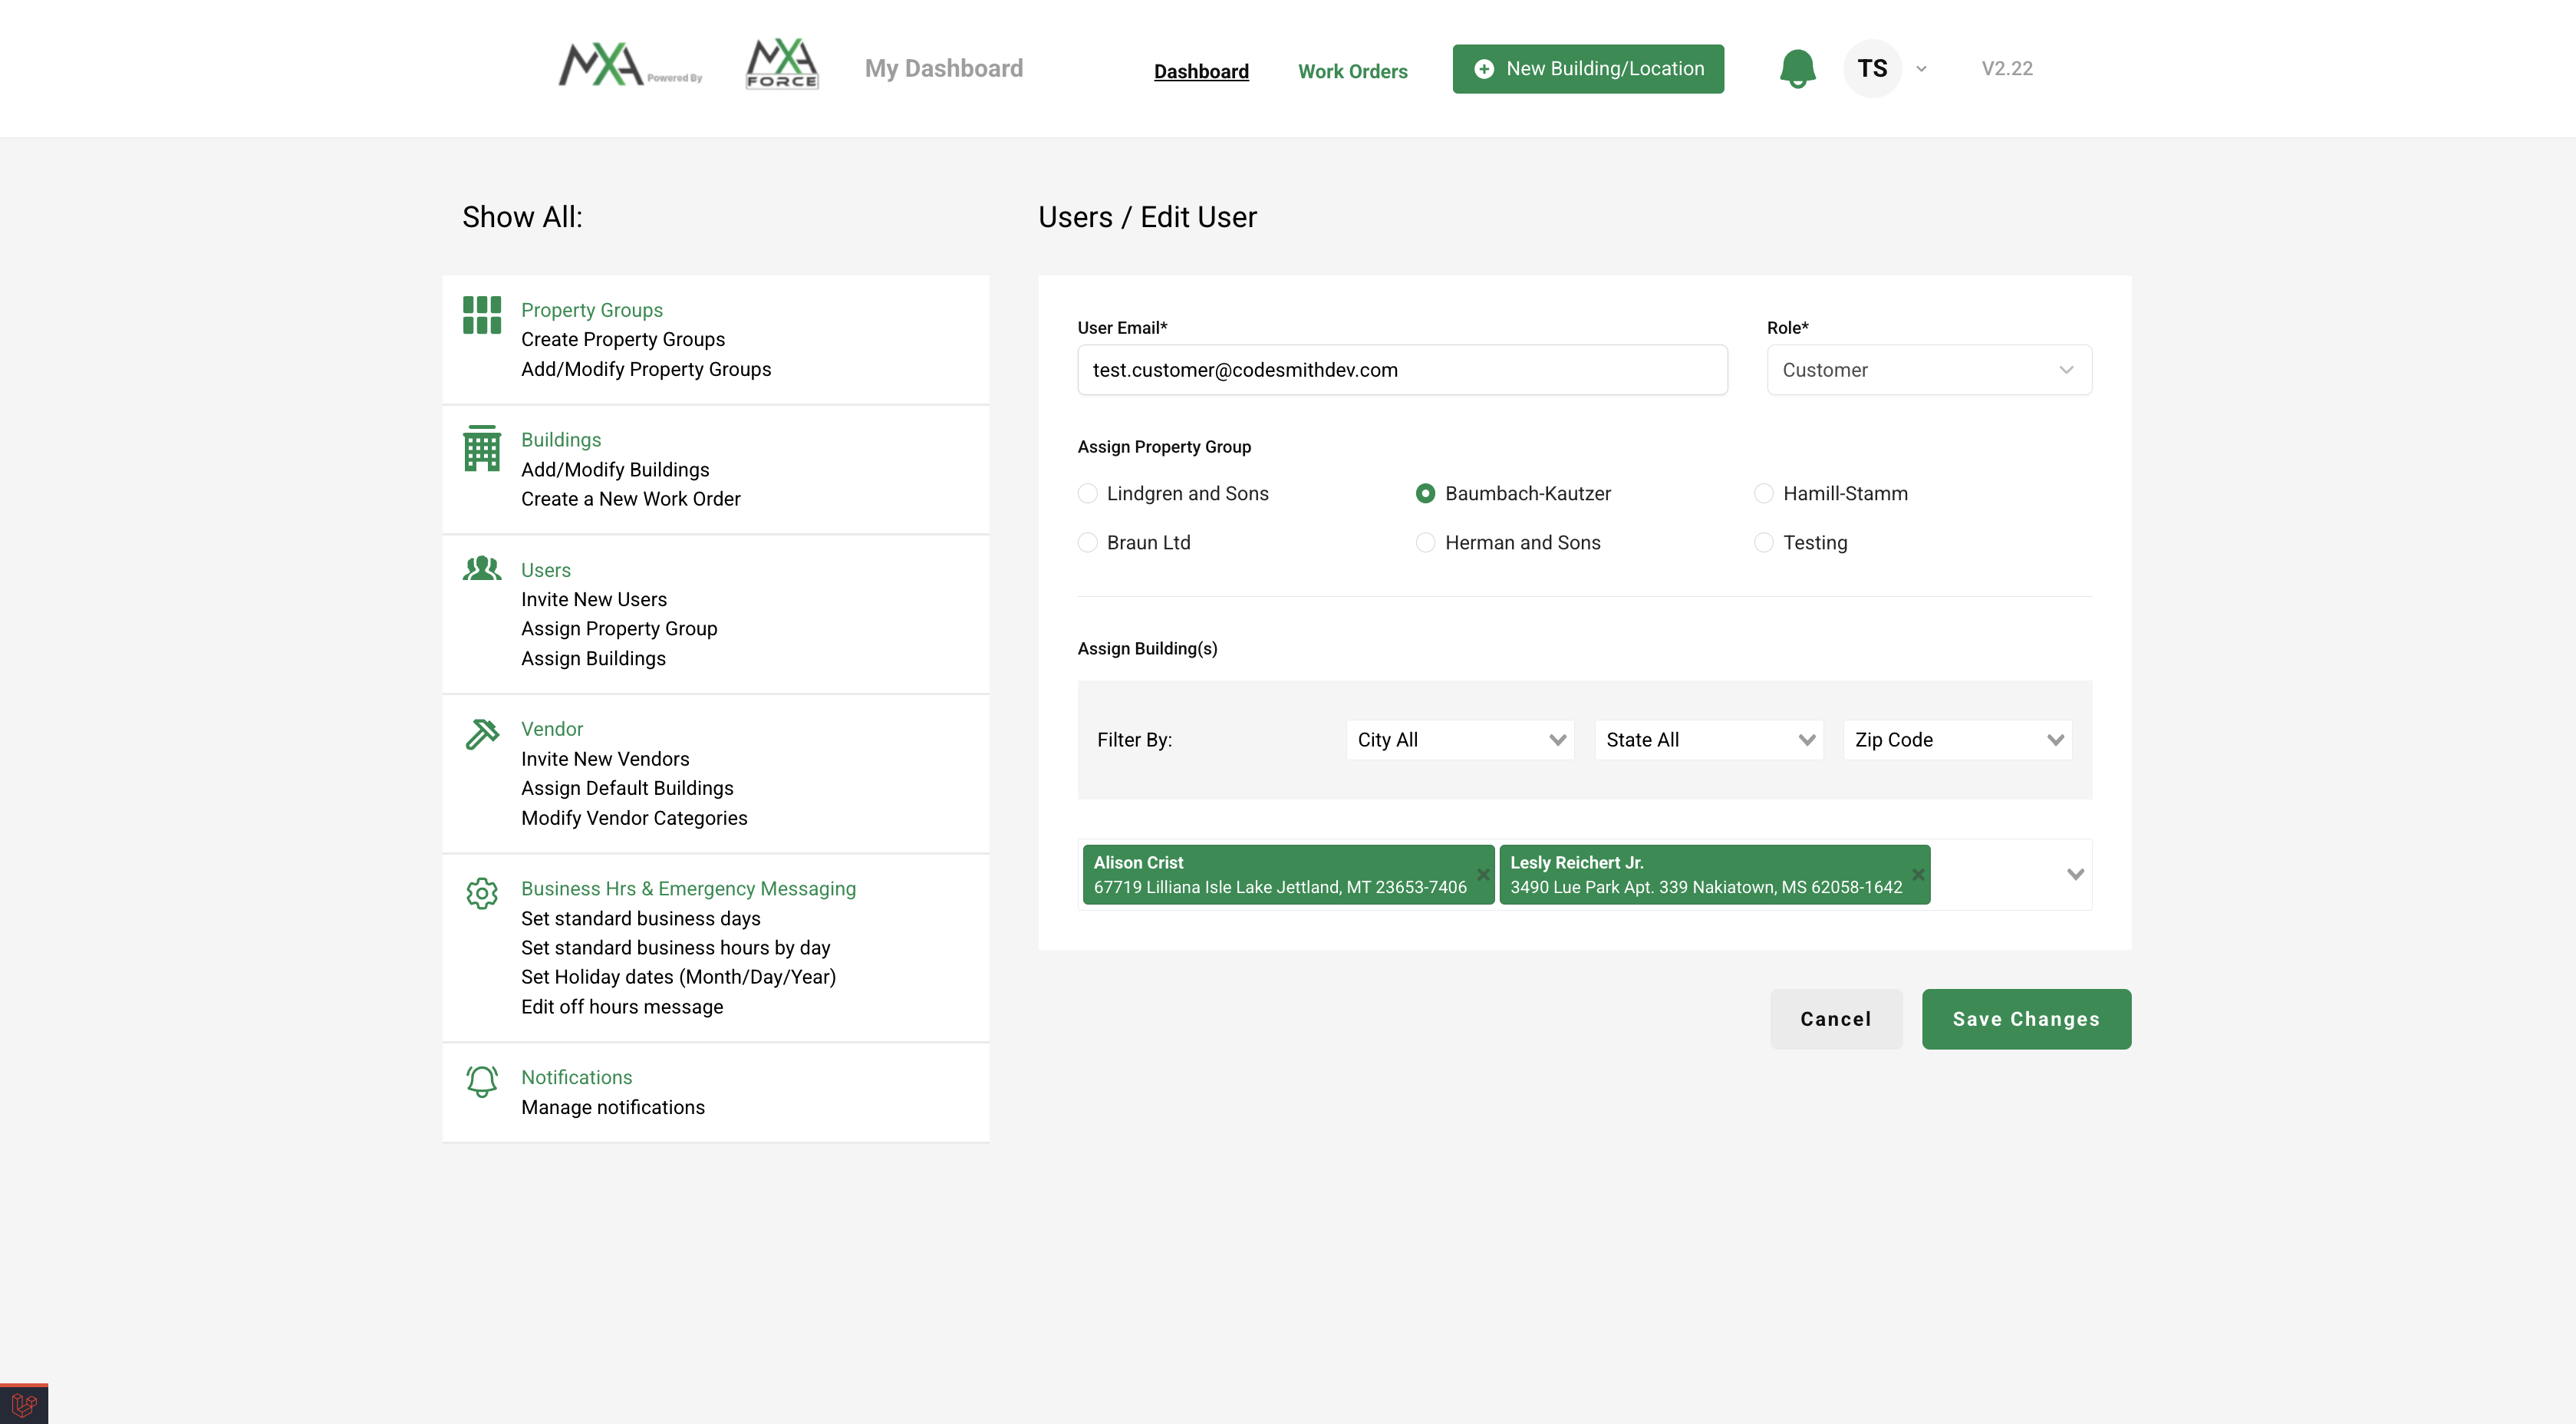 MXA Powered By
MXA FORCE
My Dashboard
Dashboard
Work Orders
New Building/Location
TS
V2.22
Show All:
Property Groups
Create Property Groups
Add/Modify Property Groups
Buildings
Add/Modify Buildings
Create a New Work Order
Users
Invite New Users
Assign Property Group
Assign Buildings
Vendor
Invite New Vendors
Assign Default Buildings
Modify Vendor Categories
Business Hrs & Emergency Messaging
Set standard business days
Set standard business hours by day
Set Holiday dates (Month/Day/Year)
Edit off hours message
Notifications
Manage notifications
Users / Edit User
User Email*
Role*
test.customer@codesmithdev.com
Customer
Assign Property Group
Lindgren and Sons
Baumbach-Kautzer
Hamill-Stamm
Braun Ltd
Herman and Sons
Testing
Assign Building(s)
Filter By:
City All
State All
Zip Code
Alison Crist
67719 Lilliana Isle Lake Jettland, MT 23653-7406
Lesly Reichert Jr.
3490 Lue Park Apt. 339 Nakiatown, MS 62058-1642
Cancel
Save Changes